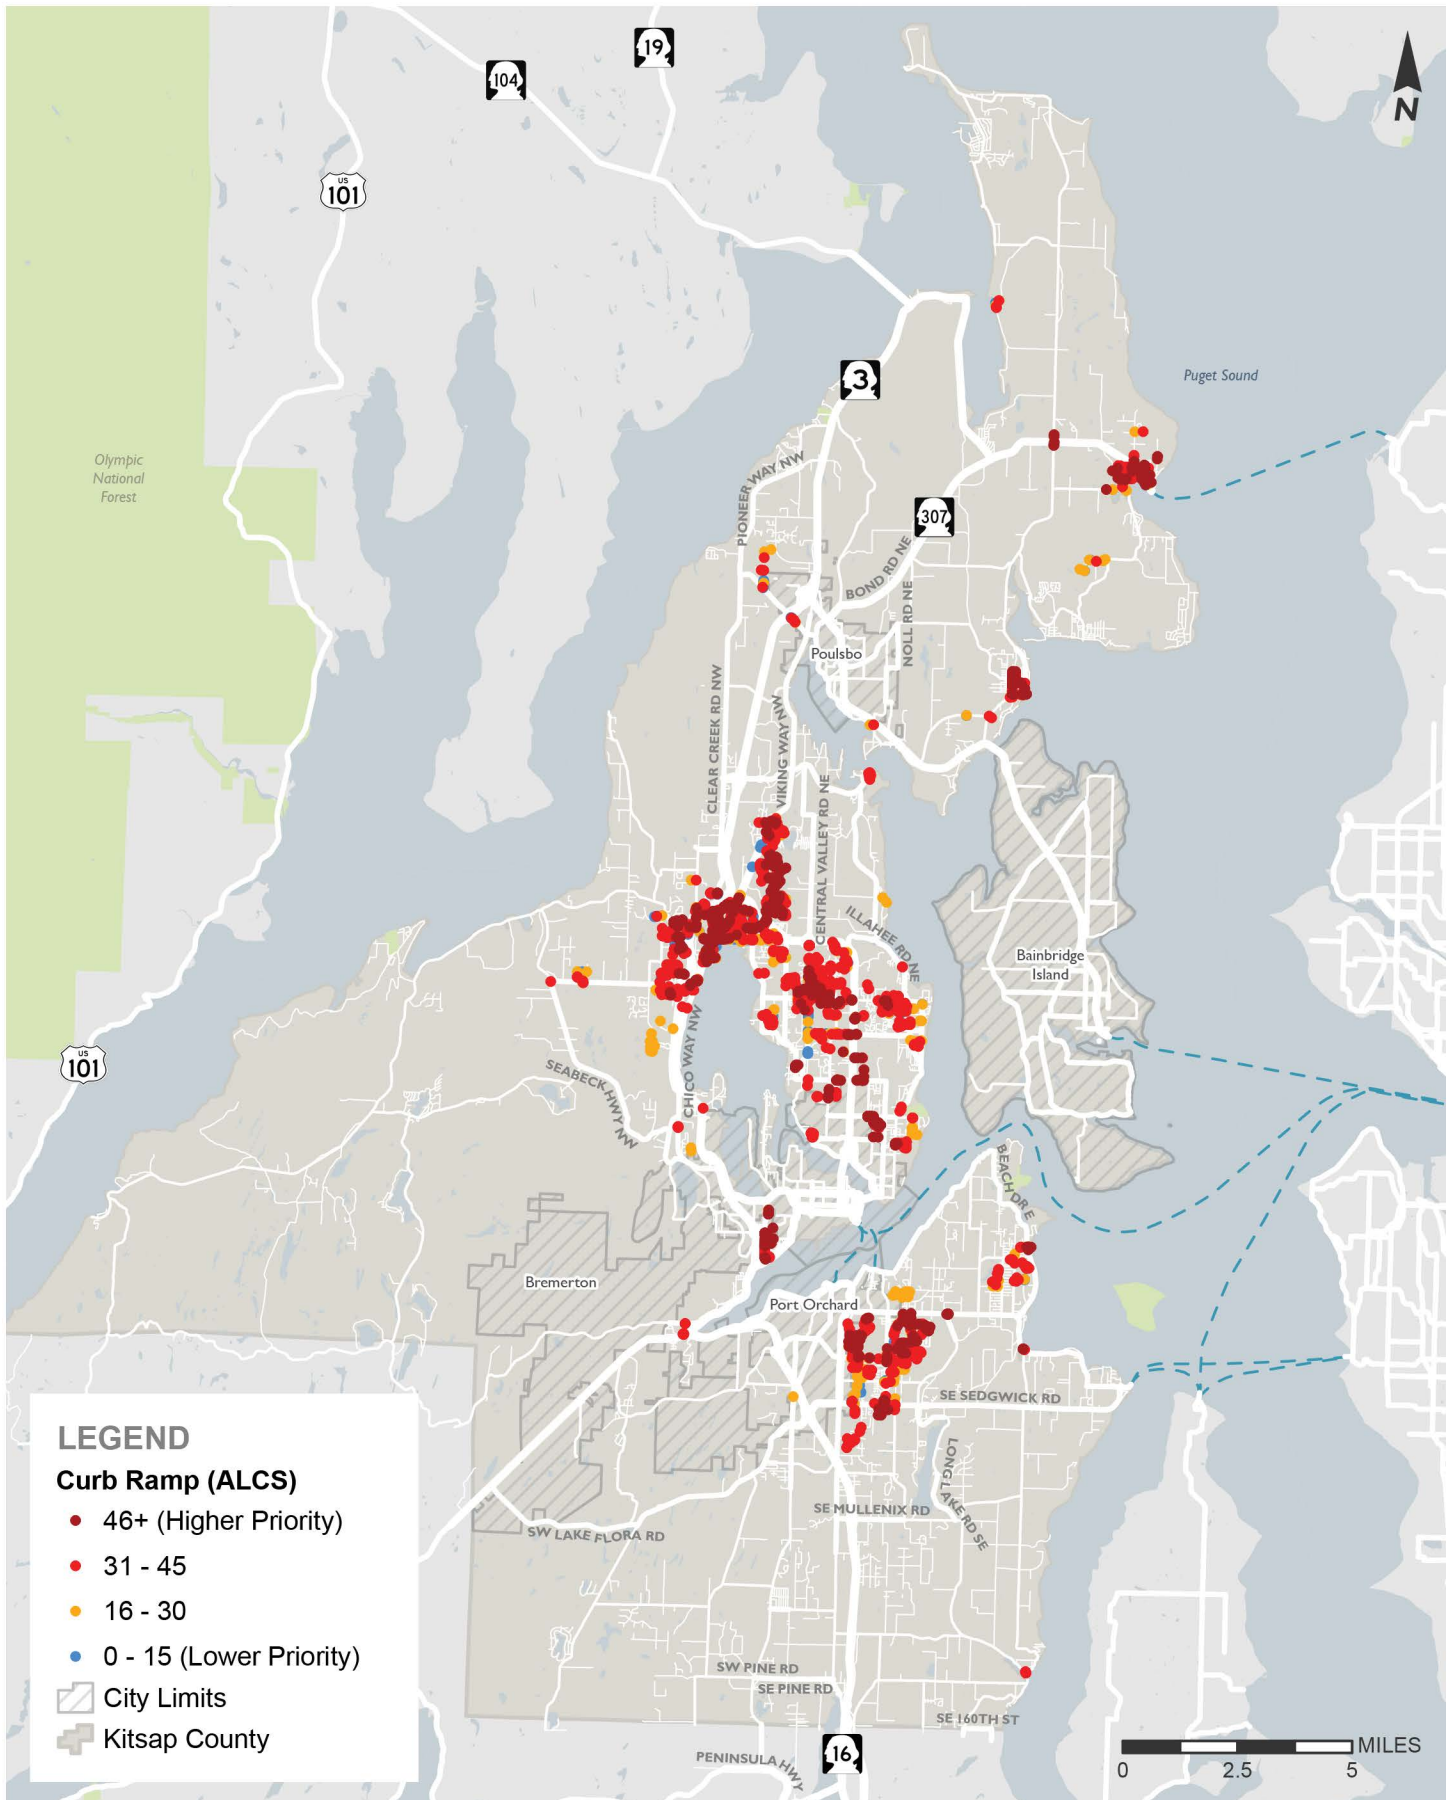 19
104
N
US
101
Puget Sound
3
Olympic
National
Forest
PIONEER WAY NW
307
BOND RD NE
NOLL RD NE
Poulsbo
CLEAR CREEK RD NW
VIKING WAY NW
CENTRAL VALLEY RD NE
ILLAHEE RD NE
Bainbridge
Island
US
101
CHICO WAY NW
SEABECK HWY NW
BEACH DR E
Bremerton
Port Orchard
SE SEDGWICK RD
LONG LAKE RD SE
SE MULLENIX RD
SW LAKE FLORA RD
SW PINE RD
SE PINE RD
SE 160TH ST
PENINSULA HWY
16
LEGEND
Curb Ramp (ALCS)
46+ (Higher Priority)
31 - 45
16 - 30
0 - 15 (Lower Priority)
City Limits
Kitsap County
MILES
0 2.5 5